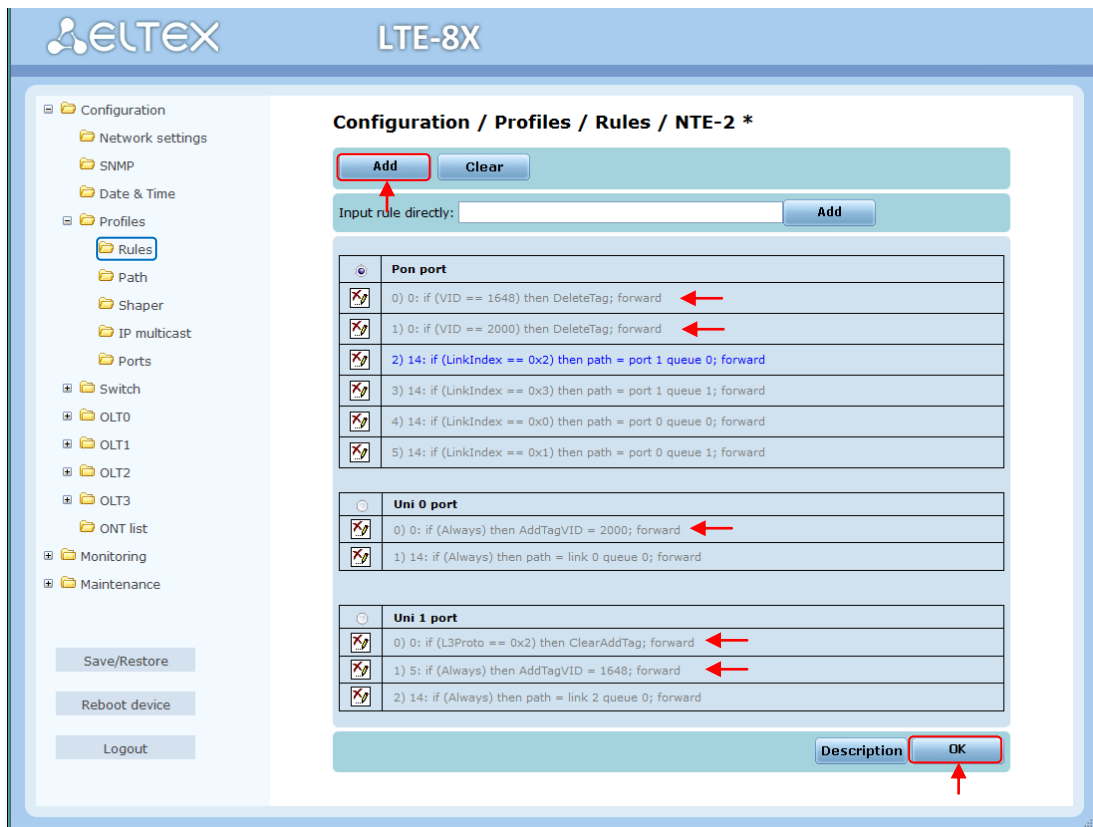 ELTEX
LTE-8X
Configuration
Network settings
SNMP
Date & Time
Profiles
Rules
Path
Shaper
IP multicast
Ports
Switch
OLT0
OLT1
OLT2
OLT3
ONT list
Monitoring
Maintenance
Save/Restore
Reboot device
Logout
Configuration / Profiles / Rules / NTE-2 *
Add Clear
Input rule directly: Add
Pon port
0) 0: if (VID == 1648) then DeleteTag; forward
1) 0: if (VID == 2000) then DeleteTag; forward
2) 14: if (LinkIndex == 0x2) then path = port 1 queue 0; forward
3) 14: if (LinkIndex == 0x3) then path = port 1 queue 1; forward
4) 14: if (LinkIndex == 0x0) then path = port 0 queue 0; forward
5) 14: if (LinkIndex == 0x1) then path = port 0 queue 1; forward
Uni 0 port
0) 0: if (Always) then AddTagVID = 2000; forward
1) 14: if (Always) then path = link 0 queue 0; forward
Uni 1 port
0) 0: if (L3Proto == 0x2) then ClearAddTag; forward
1) 5: if (Always) then AddTagVID = 1648; forward
2) 14: if (Always) then path = link 2 queue 0; forward
Description OK